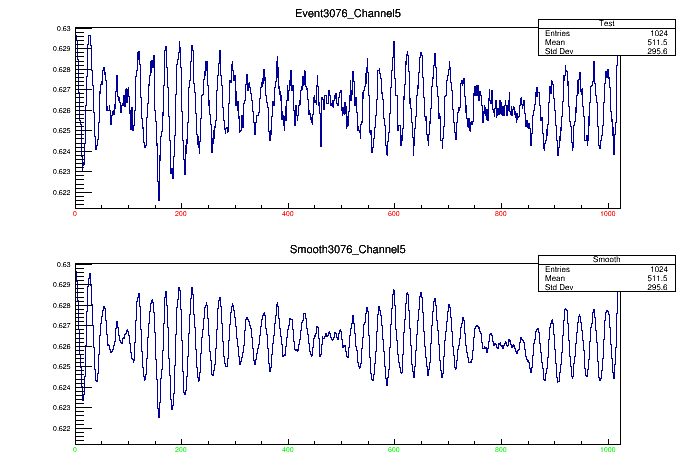 Event3076_Channel5
Test
Entries 1024
Mean 511.5
Std Dev 295.6
0.63
0.629
0.628
0.627
0.626
0.625
0.624
0.623
0.622
0 200 400 600 800 1000
Smooth3076_Channel5
Smooth
Entries 1024
Mean 511.5
Std Dev 295.6
0.63
0.629
0.628
0.627
0.626
0.625
0.624
0.623
0.622
0 200 400 600 800 1000